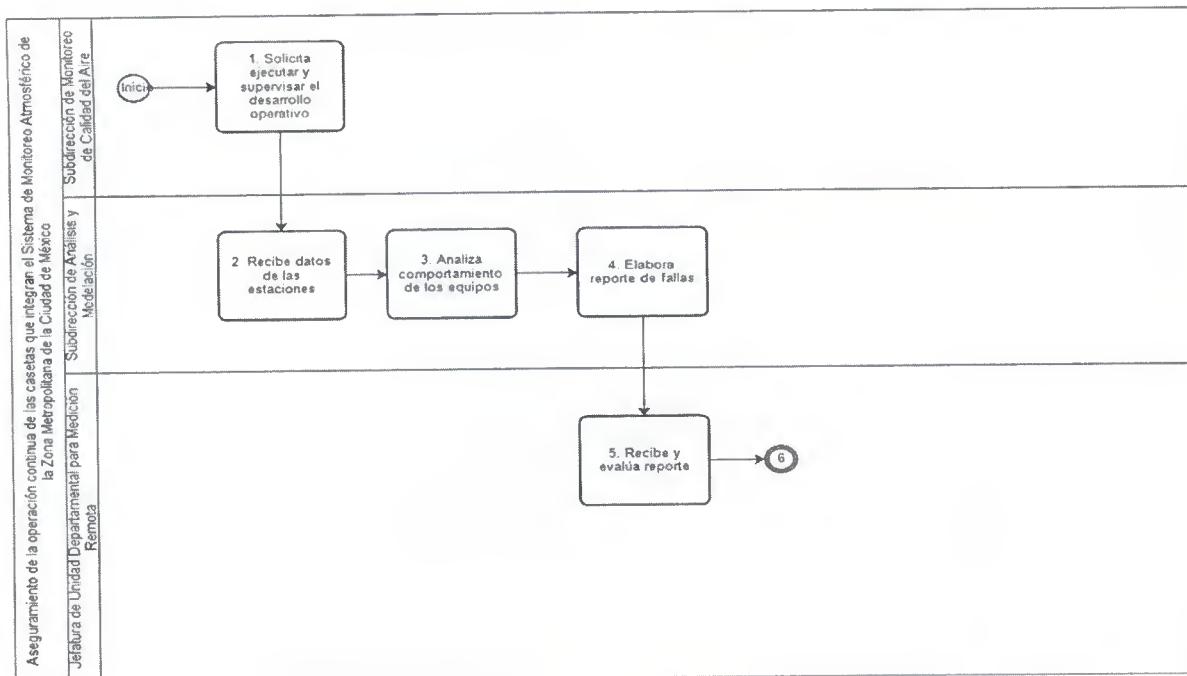 Aseguramiento de la operación continua de las casetas que integran el Sistema de Monitoreo Atmosférico de
la Zona Metropolitana de la Ciudad de México
Subdirección de Monitoreo
de Calidad del Aire
Inici
1. Solicita
ejecutar y
supervisar el
desarrollo
operativo
Subdirección de Análisis y
Modelación
2 Recibe datos
de las
estaciones
3. Analiza
comportamiento
de los equipos
4. Elabora
reporte de fallas
Jefatura de Unidad Departamental para Medición
Remota
5. Recibe y
evalúa reporte
6